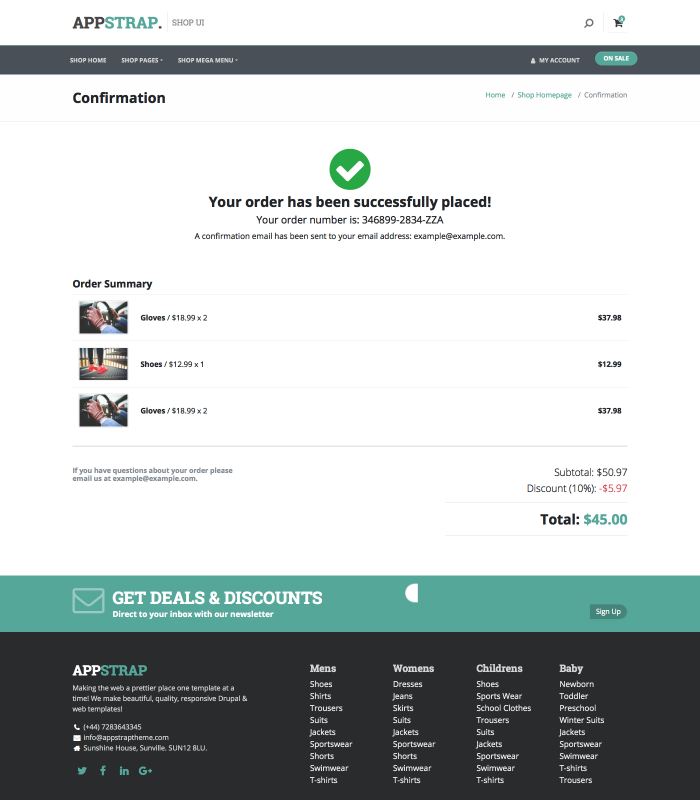 APPSTRAP. SHOP UI
SHOP HOME SHOP PAGES SHOP MEGA MENU MY ACCOUNT ON SALE
Confirmation
Home / Shop Homepage / Confirmation
Your order has been successfully placed!
Your order number is: 346899-2834-ZZA
A confirmation email has been sent to your email address: example@example.com.
Order Summary
Gloves / $18.99 x 2 $37.98
Shoes / $12.99 x 1 $12.99
Gloves / $18.99 x 2 $37.98
If you have questions about your order please
email us at example@example.com.
Subtotal: $50.97
Discount (10%): -$5.97
Total: $45.00
GET DEALS & DISCOUNTS
Direct to your inbox with our newsletter
Sign Up
APPSTRAP
Making the web a prettier place one template at a
time! We make beautiful, quality, responsive Drupal &
web templates!
(+44) 7283643345
info@appstraptheme.com
Sunshine House, Sunville. SUN12 8LU.
Mens
Shoes
Shirts
Trousers
Suits
Jackets
Sportswear
Shorts
Swimwear
T-shirts
Womens
Dresses
Jeans
Skirts
Suits
Jackets
Sportswear
Shorts
Swimwear
T-shirts
Childrens
Shoes
Sports Wear
School Clothes
Trousers
Suits
Jackets
Sportswear
Swimwear
T-shirts
Baby
Newborn
Toddler
Preschool
Winter Suits
Jackets
Sportswear
Swimwear
T-shirts
Trousers